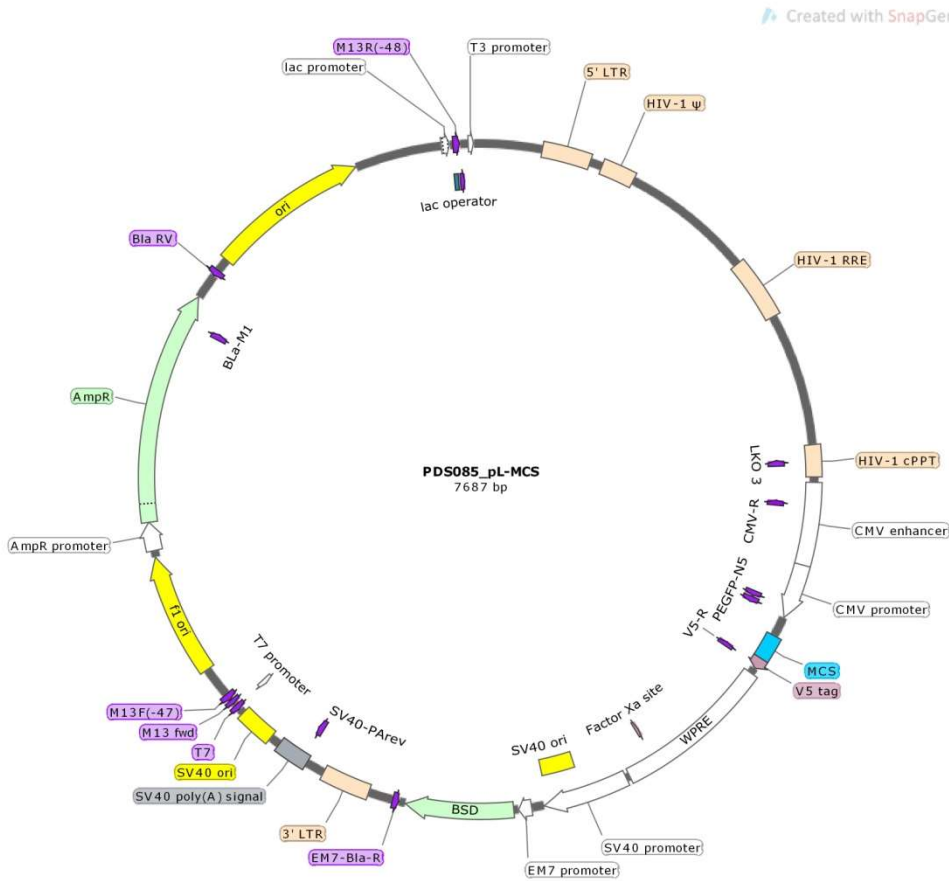 Created with SnapGe
M13R(-48)
T3 promoter
lac promoter
5' LTR
HIV-1 ψ
lac operator
ori
Bla RV
HIV-1 RRE
BLa-M1
AmpR
LKO 3
HIV-1 cPPT
PDS085_pL-MCS
7687 bp
CMV-R
CMV enhancer
AmpR promoter
PEGFP-N5
CMV promoter
f1 ori
V5-R
MCS
T7 promoter
V5 tag
M13F(-47)
M13 fwd
T7
SV40-PArev
Factor Xa site
WPRE
SV40 ori
SV40 ori
SV40 poly(A) signal
BSD
3' LTR
SV40 promoter
EM7-Bla-R
EM7 promoter